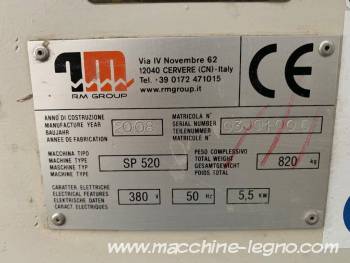 rm
RM GROUP
Via IV Novembre 62
12040 CERVERE (CN)-Italy
Tel. +39 0172 471015
www.rmgroup.it
CE
ANNO DI COSTRUZIONE
MANUFACTURE YEAR
BAUJAHR
ANNEE DE FABRICATION
2008
MATRICOLA N°
SERIAL NUMBER
TEILENUMMER
MATRICULE N°
MACCHINA TIPO
MACHINE TYPE
MASCHINE TYP
MACHINE TYPE
SP 520
PESO COMPLESSIVO
TOTAL WEIGHT
GESAMTGEWICHT
POIDS TOTAL
820 kg
CARATTER. ELETTRICHE
ELECTRICAL FEATURES
ELEKTRISCHE DATEN
CARACT. ELECTRIQUES
380 V
50 Hz
5,5 KW
www.macchine-legno.com